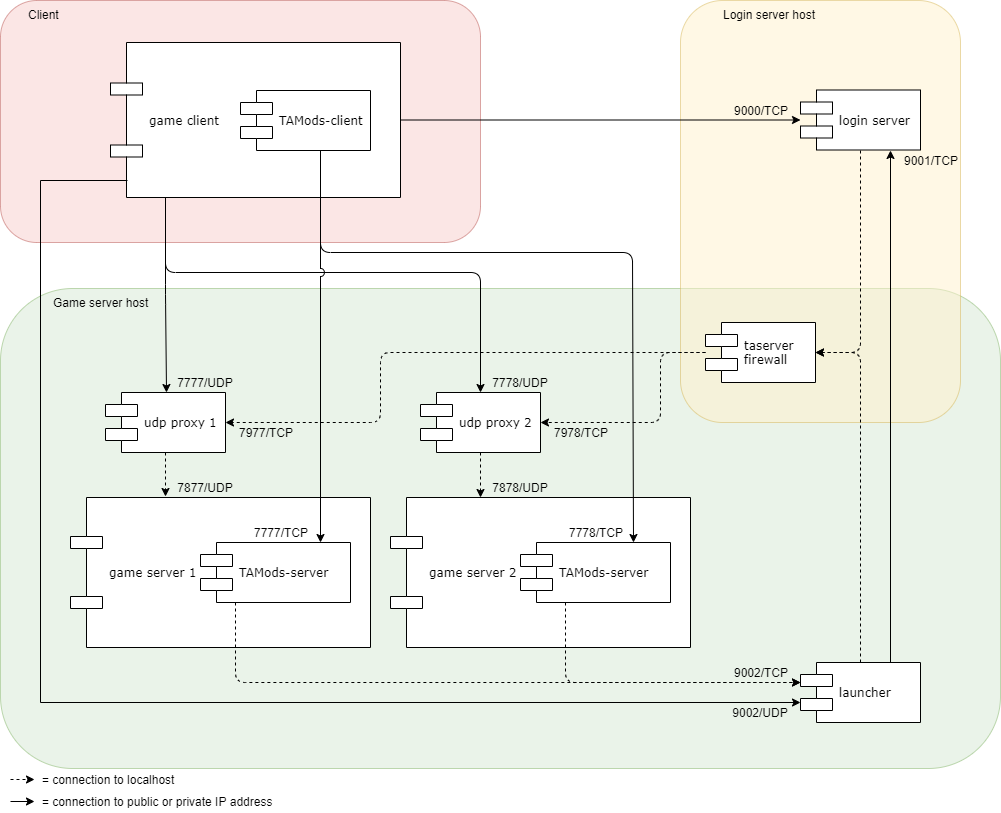 Client
Login server host
game client
TAMods-client
9000/TCP
login server
9001/TCP
Game server host
taserver
firewall
7777/UDP
7778/UDP
udp proxy 1
7977/TCP
udp proxy 2
7978/TCP
7877/UDP
7878/UDP
7777/TCP
7778/TCP
game server 1
TAMods-server
game server 2
TAMods-server
9002/TCP
launcher
9002/UDP
= connection to localhost
= connection to public or private IP address